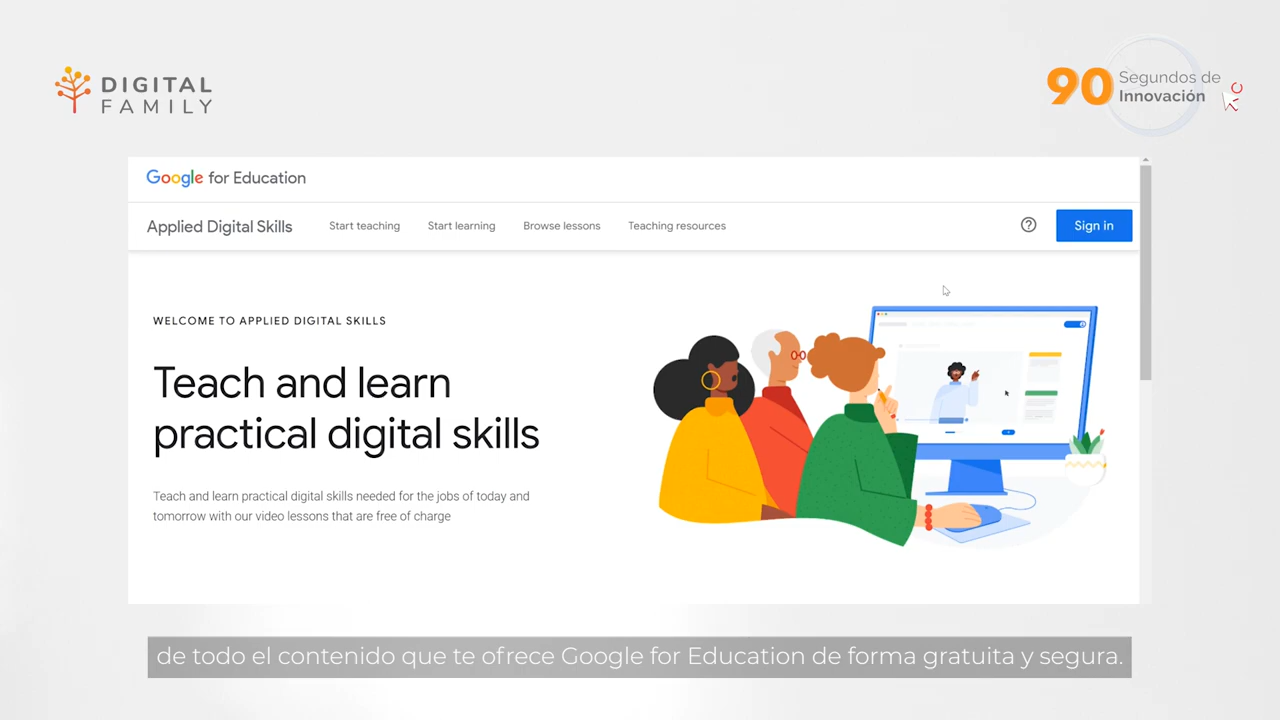 DIGITAL
FAMILY
90 Segundos de
Innovación
Google for Education
Applied Digital Skills Start teaching Start learning Browse lessons Teaching resources Sign in
WELCOME TO APPLIED DIGITAL SKILLS
Teach and learn
practical digital skills
Teach and learn practical digital skills needed for the jobs of today and
tomorrow with our video lessons that are free of charge
de todo el contenido que te ofrece Google for Education de forma gratuita y segura.